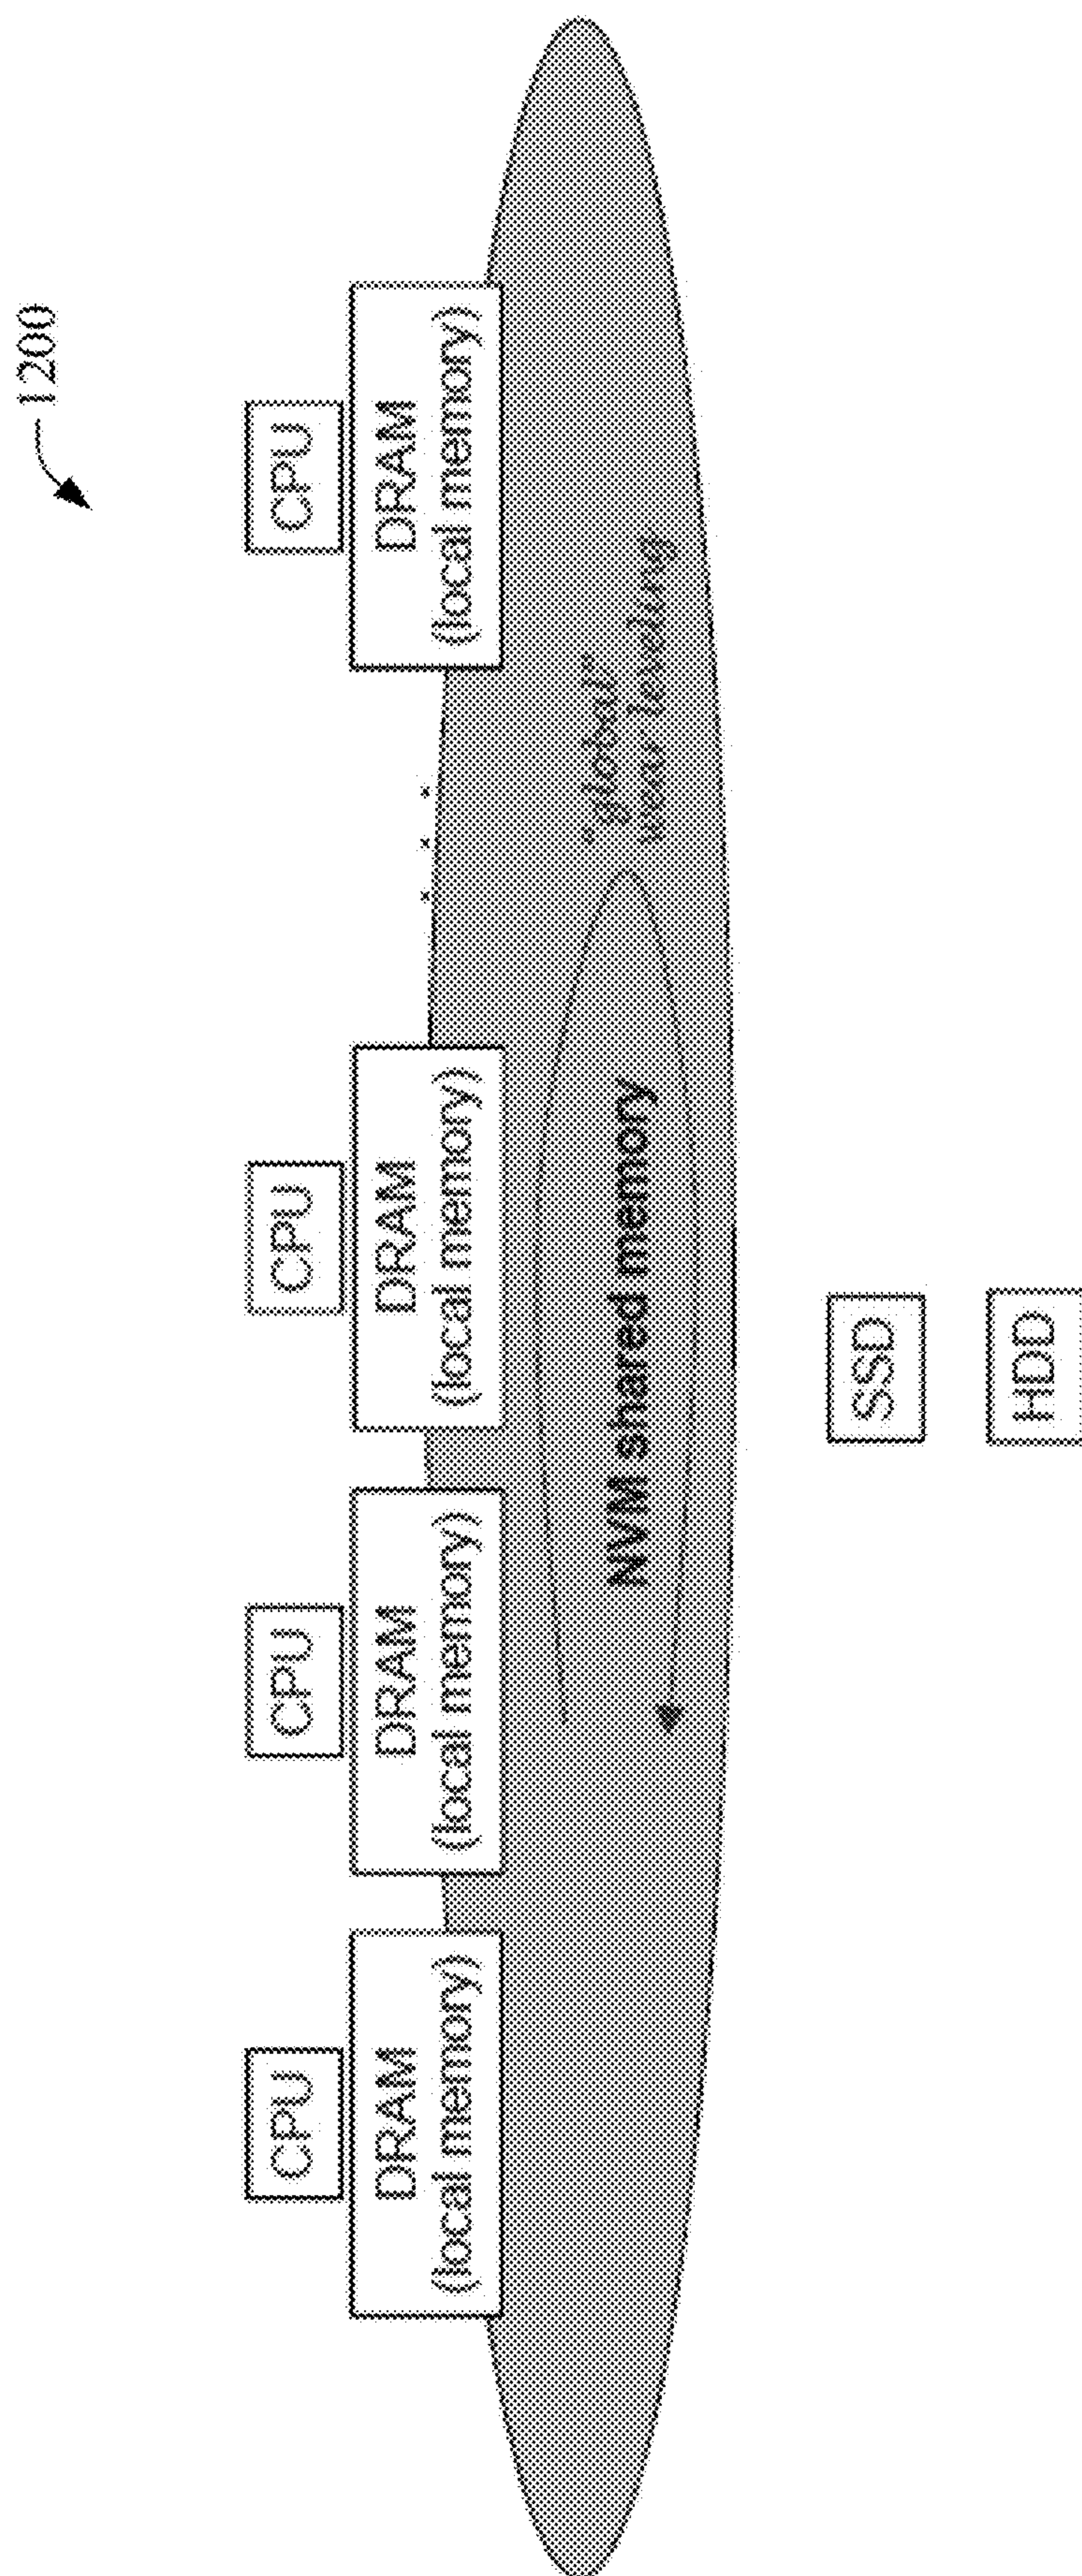 1200
CPU
DRAM
(local memory)
CPU
DRAM
(local memory)
CPU
DRAM
(local memory)
. . .
CPU
DRAM
(local memory)
NVM shared memory
"global"
wear leveling
SSD
HDD